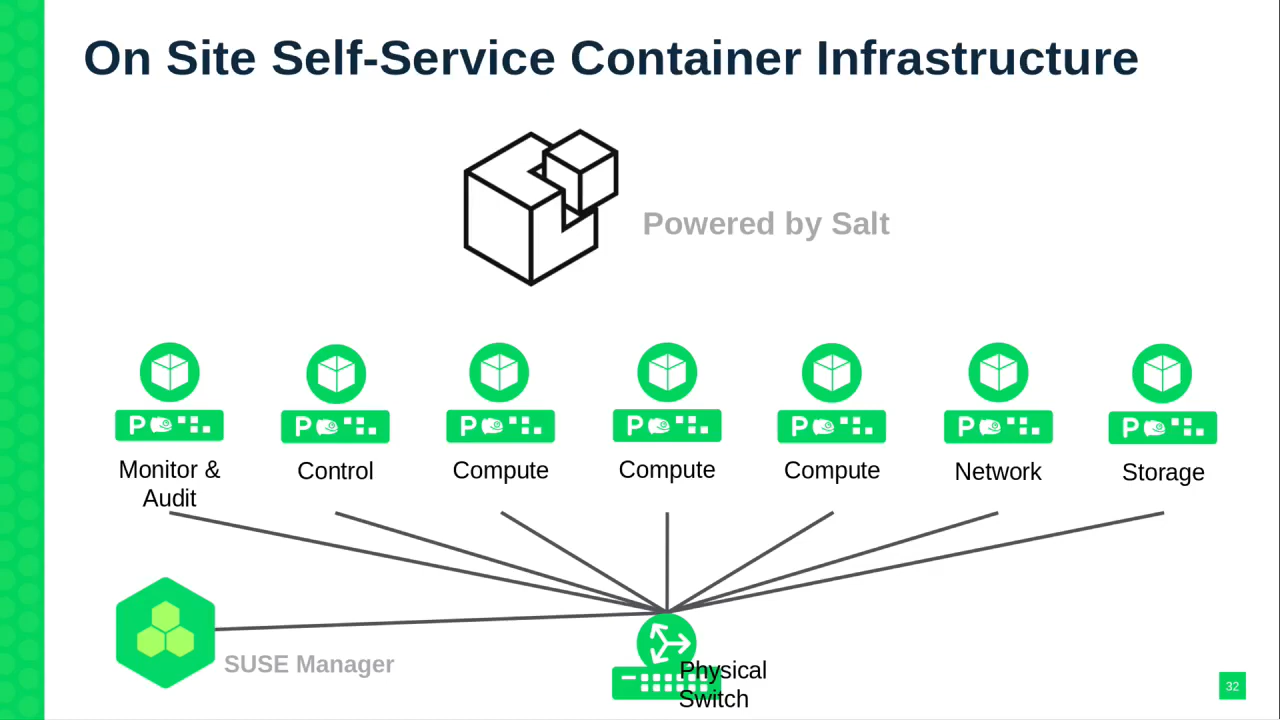 On Site Self-Service Container Infrastructure
Powered by Salt
P
P
P
P
P
P
P
Monitor &
Audit
Control
Compute
Compute
Compute
Network
Storage
SUSE Manager
Physical
Switch
32